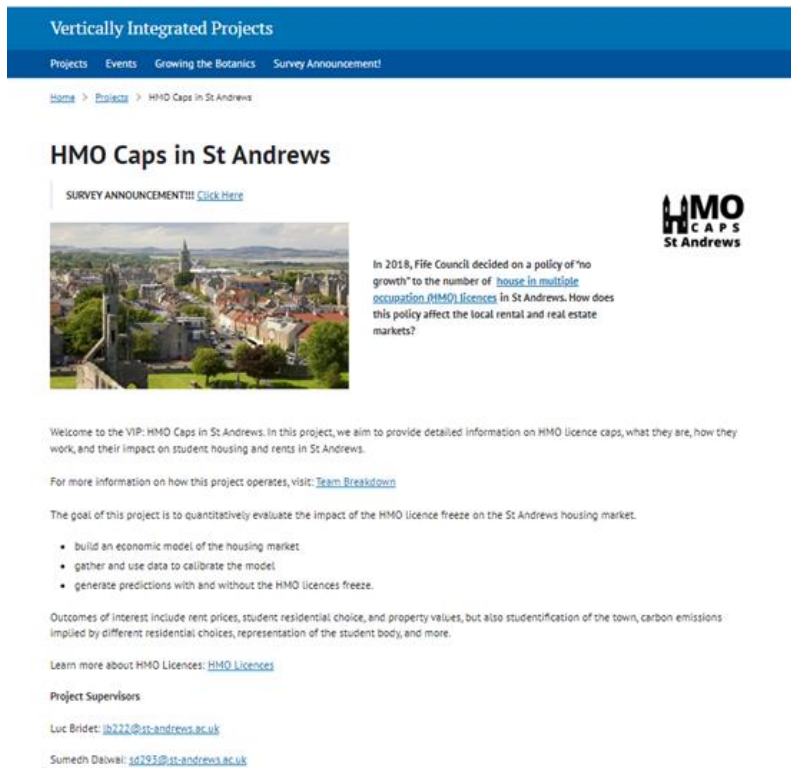 Vertically Integrated Projects
Projects Events Growing the Botanics Survey Announcement!
Home > Projects > HMO Caps in St Andrews
HMO Caps in St Andrews
SURVEY ANNOUNCEMENT!!! Click Here
HMO
CAPS
St Andrews
In 2018, Fife Council decided on a policy of "no
growth" to the number of house in multiple
occupation (HMO) licences in St Andrews. How does
this policy affect the local rental and real estate
markets?
Welcome to the VIP: HMO Caps in St Andrews. In this project, we aim to provide detailed information on HMO licence caps, what they are, how they
work, and their impact on student housing and rents in St Andrews.
For more information on how this project operates, visit: Team Breakdown
The goal of this project is to quantitatively evaluate the impact of the HMO licence freeze on the St Andrews housing market.
• build an economic model of the housing market
• gather and use data to calibrate the model
• generate predictions with and without the HMO licences freeze.
Outcomes of interest include rent prices, student residential choice, and property values, but also studentification of the town, carbon emissions
implied by different residential choices, representation of the student body, and more.
Learn more about HMO Licences: HMO Licences
Project Supervisors
Luc Bridet: lb222@st-andrews.ac.uk
Sumedh Dalwai: sd293@st-andrews.ac.uk